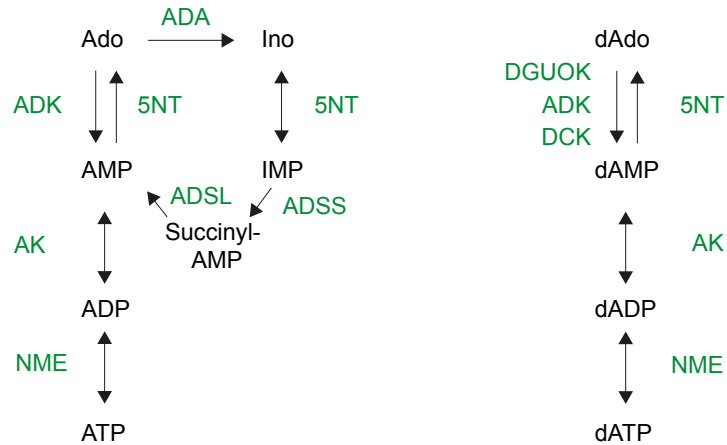 ADA
Ado
Ino
dAdo
DGUOK
ADK
5NT
5NT
ADK
5NT
DCK
AMP
IMP
dAMP
ADSL
ADSS
Succinyl-
AMP
AK
AK
ADP
dADP
NME
NME
ATP
dATP